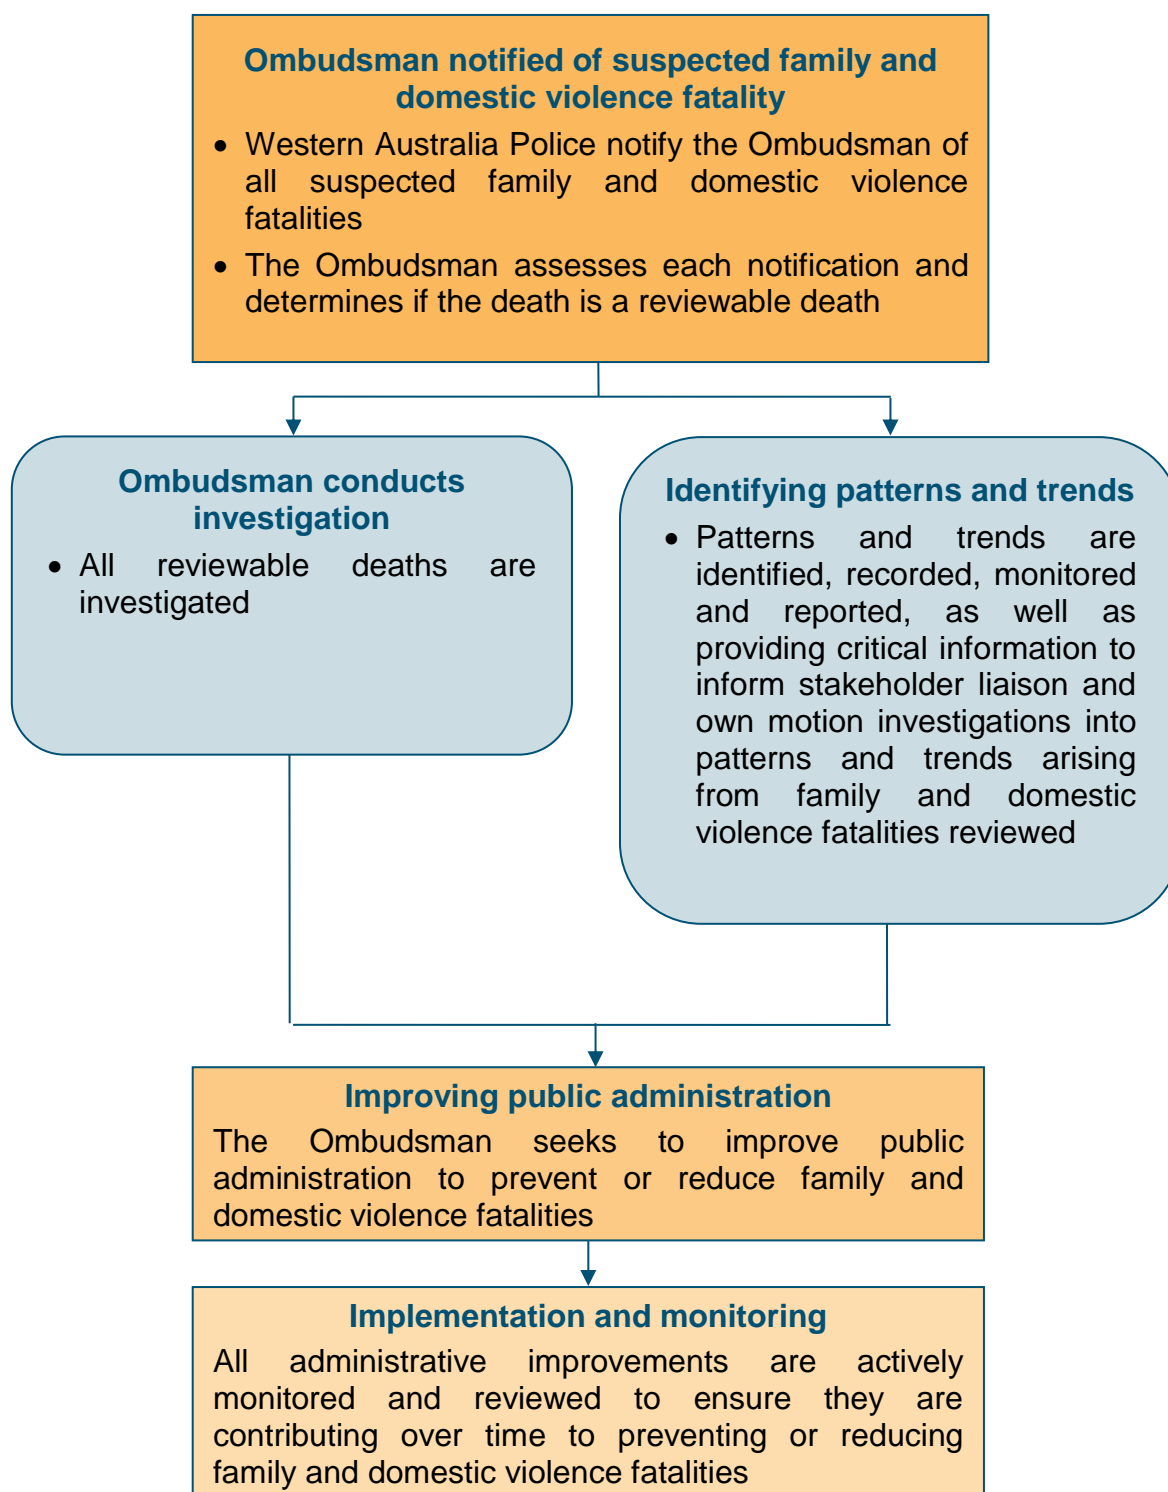 Ombudsman notified of suspected family and
domestic violence fatality
• Western Australia Police notify the Ombudsman of
all suspected family and domestic violence
fatalities
• The Ombudsman assesses each notification and
determines if the death is a reviewable death
Ombudsman conducts
investigation
• All reviewable deaths are
investigated
Identifying patterns and trends
• Patterns and trends are
identified, recorded, monitored
and reported, as well as
providing critical information to
inform stakeholder liaison and
own motion investigations into
patterns and trends arising
from family and domestic
violence fatalities reviewed
Improving public administration
The Ombudsman seeks to improve public
administration to prevent or reduce family and
domestic violence fatalities
Implementation and monitoring
All administrative improvements are actively
monitored and reviewed to ensure they are
contributing over time to preventing or reducing
family and domestic violence fatalities